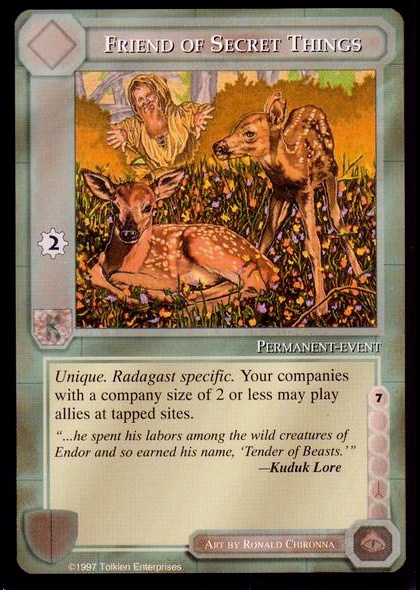 FRIEND OF SECRET THINGS
2
K
PERMANENT-EVENT
Unique. Radagast specific. Your companies
with a company size of 2 or less may play
allies at tapped sites.
7
"...he spent his labors among the wild creatures of
Endor and so earned his name, 'Tender of Beasts.'"
—Kuduk Lore
ART BY RONALD CHIRONNA
©1997 Tolkien Enterprises